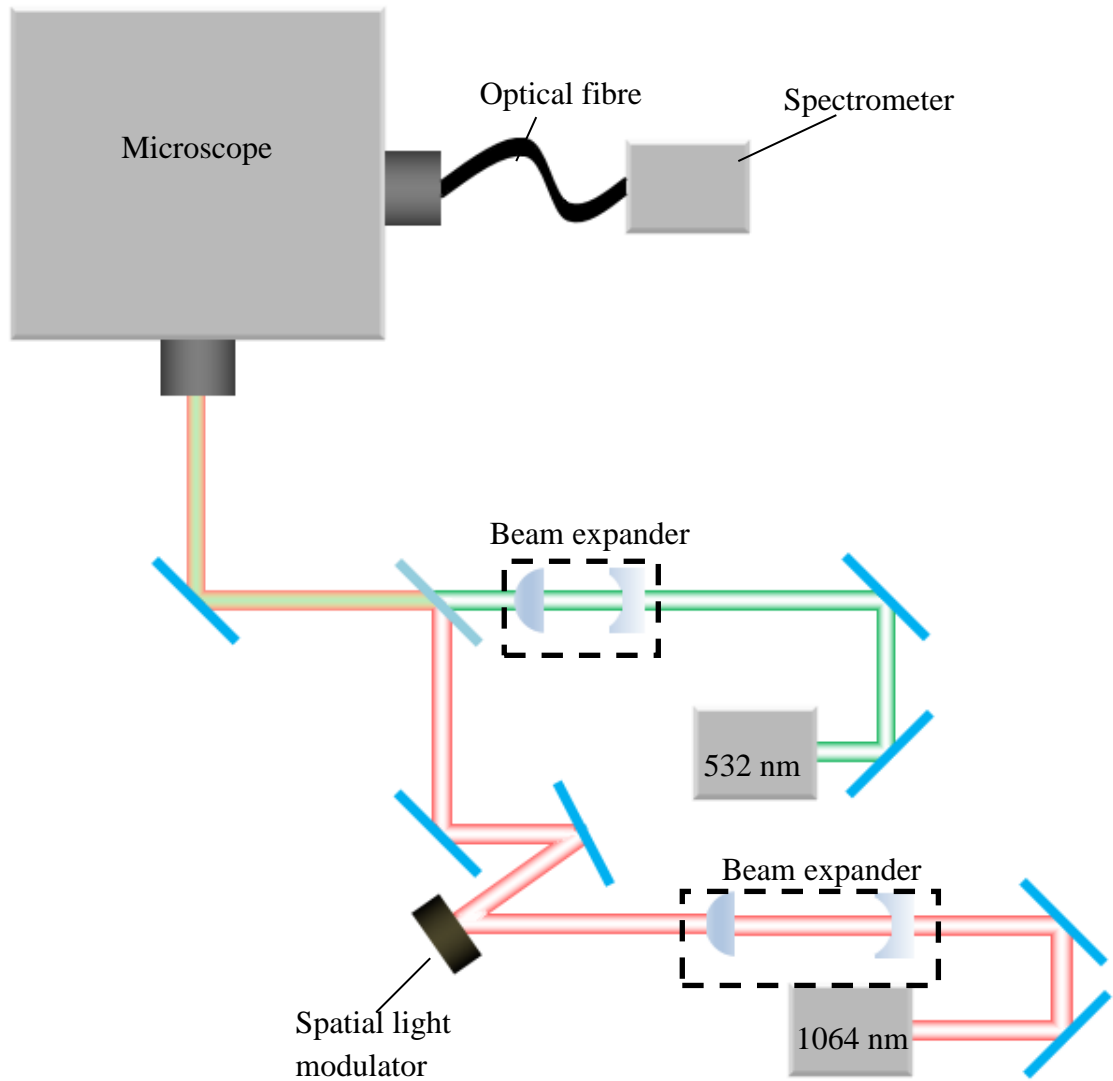 Optical fibre
Spectrometer
Microscope
Beam expander
532 nm
Beam expander
Spatial light
modulator
1064 nm